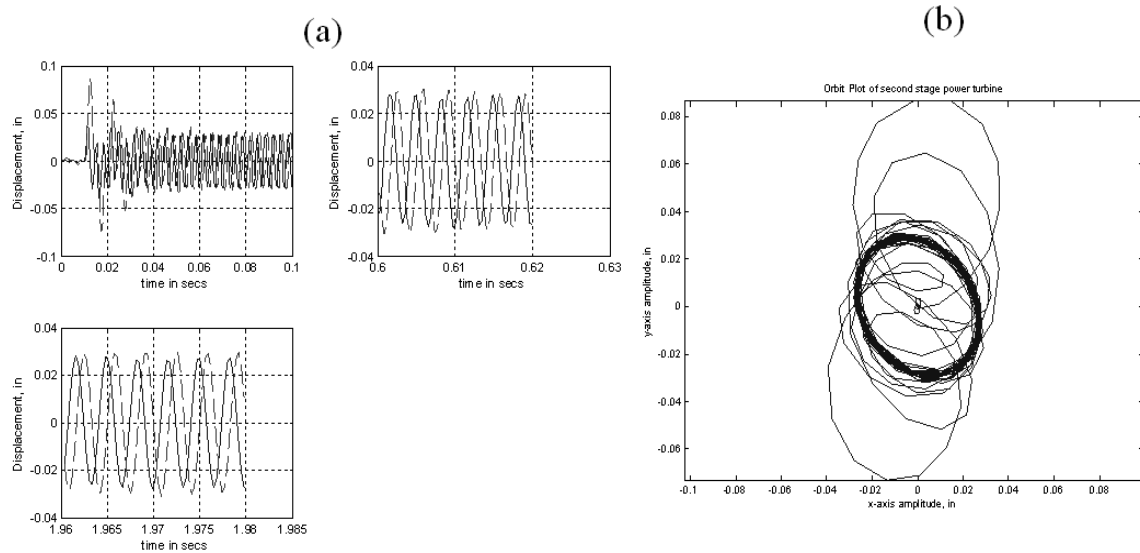 (a)
(b)
0.1
0.05
0
-0.05
-0.1
Displacement, in
0 0.02 0.04 0.06 0.08 0.1
time in secs
0.04
0.02
0
-0.02
-0.04
Displacement, in
0.6 0.61 0.62 0.63
time in secs
0.04
0.02
0
-0.02
-0.04
Displacement, in
1.96 1.965 1.97 1.975 1.98 1.985
time in secs
Orbit Plot of second stage power turbine
0.08
0.06
0.04
0.02
0
-0.02
-0.04
-0.06
y-axis amplitude, in
-0.1 -0.08 -0.06 -0.04 -0.02 0 0.02 0.04 0.06 0.08
x-axis amplitude, in